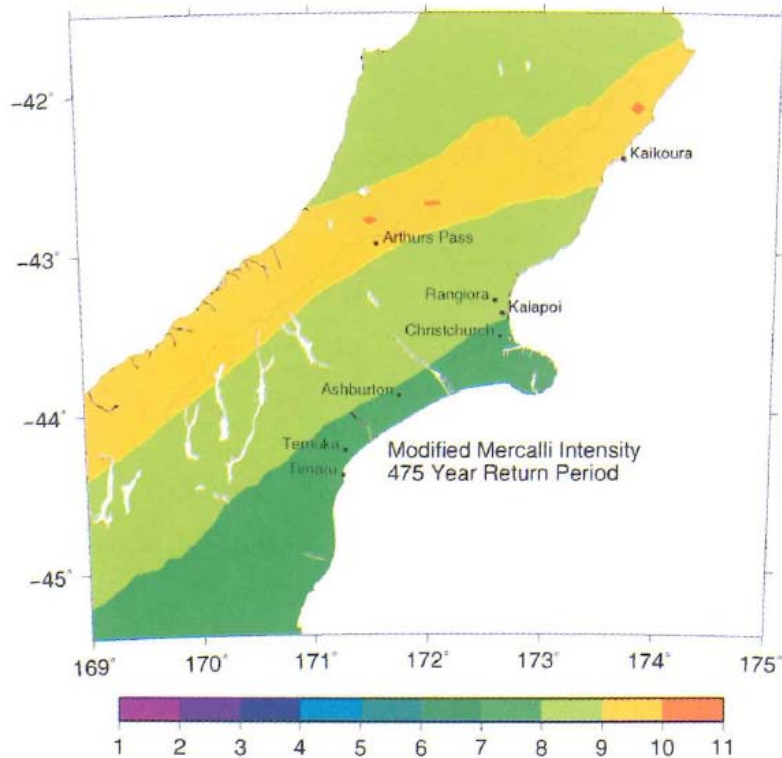 -42°
Kaikoura
Arthurs Pass
-43°
Rangiora
Kaiapoi
Christchurch
Ashburton
-44°
Temuka
Timaru
Modified Mercalli Intensity
475 Year Return Period
-45°
169° 170° 171° 172° 173° 174° 175°
1 2 3 4 5 6 7 8 9 10 11